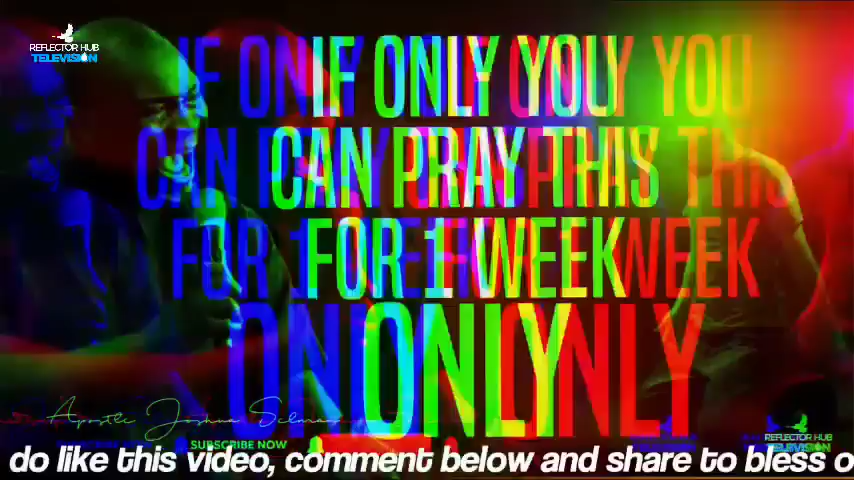 REFLECTOR HUB
TELEVISION
IF ONLY YOU
CAN PRAY THIS
FOR 1 WEEK
ONLY
Apostle Joshua Selman
SUBSCRIBE NOW
REFLECTOR HUB
TELEVISION
do like this video, comment below and share to bless o